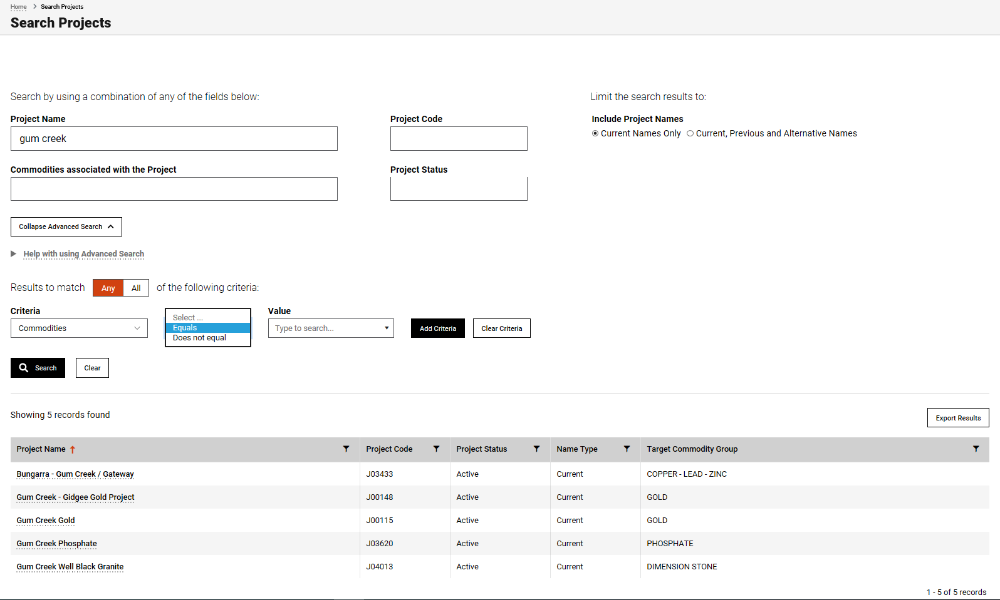 Home > Search Projects
Search Projects
Search by using a combination of any of the fields below:
Limit the search results to:
Project Name
Project Code
Include Project Names
gum creek
Current Names Only Current, Previous and Alternative Names
Commodities associated with the Project
Project Status
Collapse Advanced Search
Help with using Advanced Search
Results to match Any All of the following criteria:
Criteria
Value
Commodities
Select ...
Equals
Does not equal
Type to search...
Add Criteria
Clear Criteria
Search
Clear
Showing 5 records found
Export Results
Project Name Project Code Project Status Name Type Target Commodity Group
Bungarra - Gum Creek / Gateway J03433 Active Current COPPER - LEAD - ZINC
Gum Creek - Gidgee Gold Project J00148 Active Current GOLD
Gum Creek Gold J00115 Active Current GOLD
Gum Creek Phosphate J03620 Active Current PHOSPHATE
Gum Creek Well Black Granite J04013 Active Current DIMENSION STONE
1 - 5 of 5 records